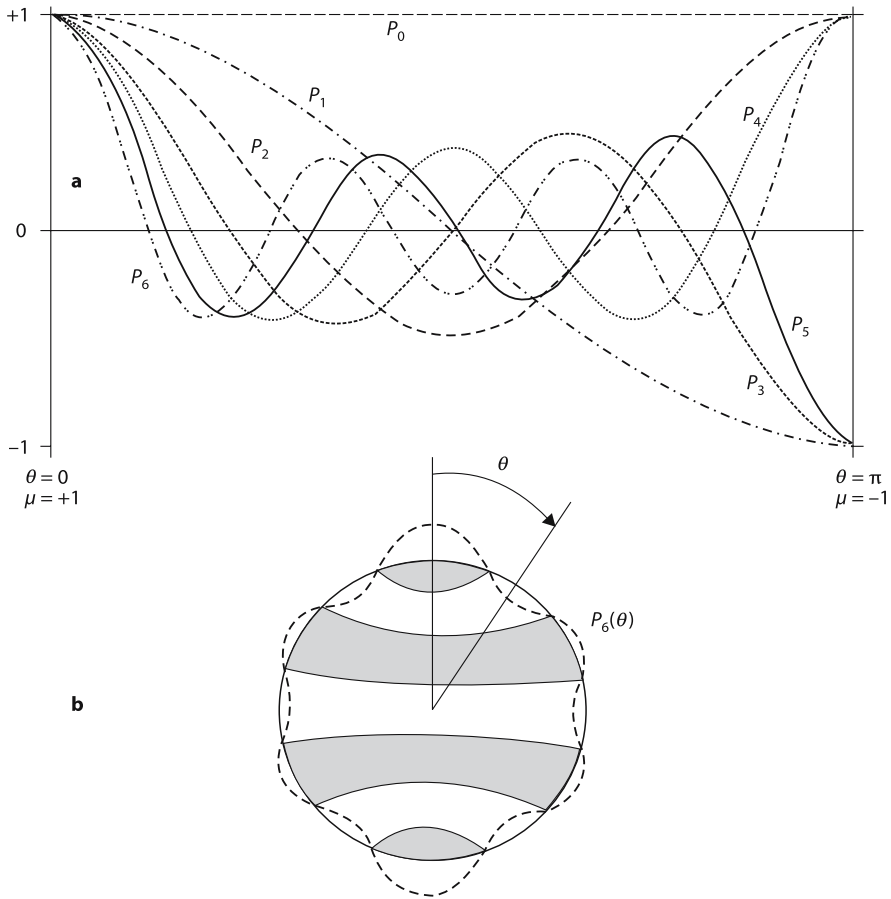 +1
P₀
P₁
P₂
P₄
a
0
P₆
P₅
P₃
–1
θ = 0
μ = +1
θ = π
μ = –1
θ
P₆(θ)
b